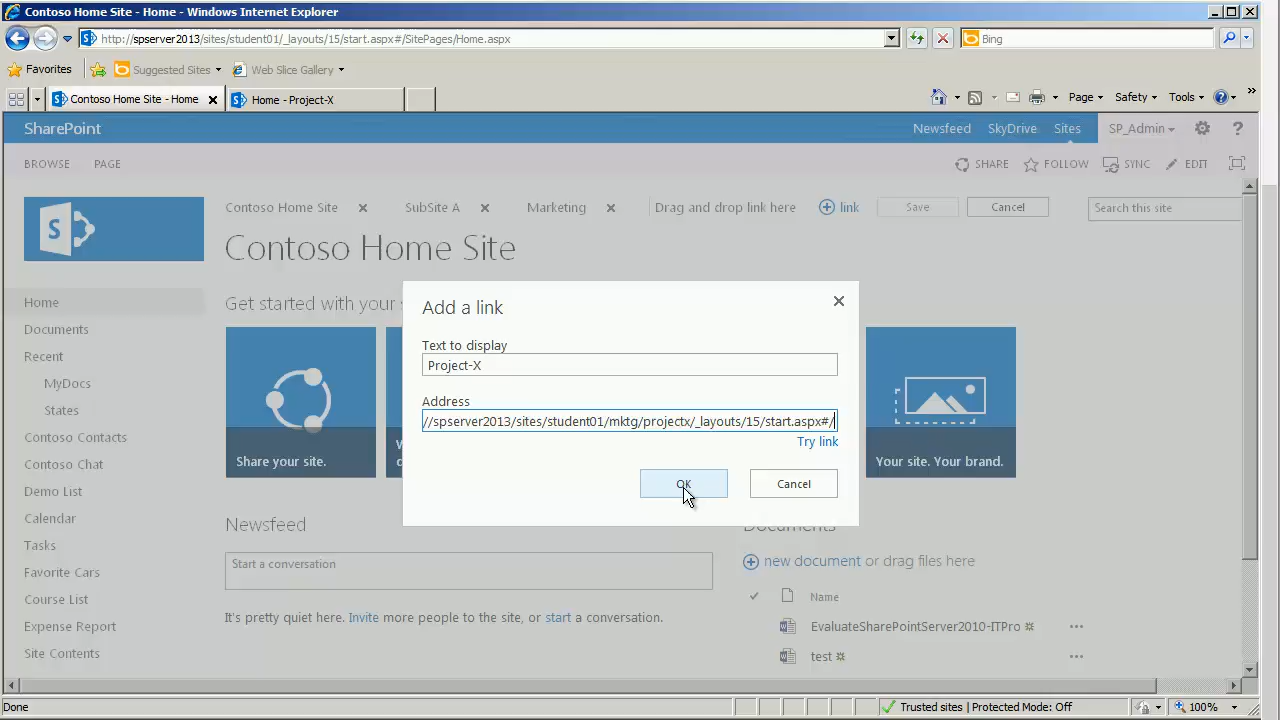 Contoso Home Site - Home - Windows Internet Explorer
http://spserver2013/sites/student01/_layouts/15/start.aspx#/SitePages/Home.aspx
Bing
Favorites Suggested Sites Web Slice Gallery
Contoso Home Site - Home
Home - Project-X
Page Safety Tools
SharePoint
Newsfeed SkyDrive Sites SP_Admin ?
BROWSE PAGE
SHARE FOLLOW SYNC EDIT
S
Contoso Home Site SubSite A Marketing Drag and drop link here link Save Cancel
Search this site
Contoso Home Site
Get started with your
Add a link
Text to display
Project-X
Address
//spserver2013/sites/student01/mktg/projectx/_layouts/15/start.aspx#/
Try link
OK
Cancel
Home
Documents
Recent
MyDocs
States
Contoso Contacts
Contoso Chat
Demo List
Calendar
Tasks
Favorite Cars
Course List
Expense Report
Site Contents
Share your site.
Your site. Your brand.
Newsfeed
Start a conversation
It's pretty quiet here. Invite more people to the site, or start a conversation.
Documents
new document or drag files here
Name
EvaluateSharePointServer2010-ITPro
test
Done
Trusted sites | Protected Mode: Off
100%